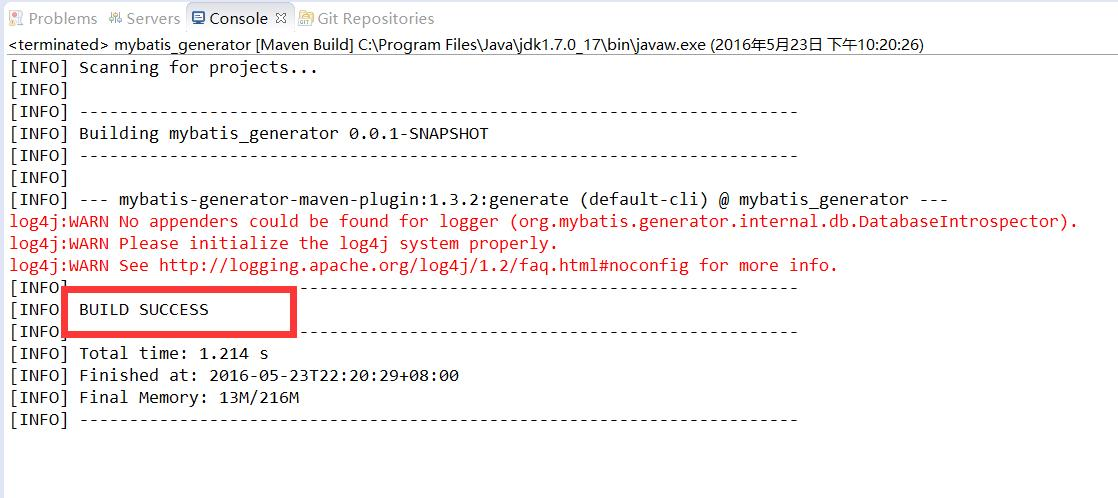 Problems Servers Console Git Repositories
<terminated> mybatis_generator [Maven Build] C:\Program Files\Java\jdk1.7.0_17\bin\javaw.exe (2016年5月23日 下午10:20:26)
[INFO] Scanning for projects...
[INFO]
[INFO] ------------------------------------------------------------------------
[INFO] Building mybatis_generator 0.0.1-SNAPSHOT
[INFO] ------------------------------------------------------------------------
[INFO]
[INFO] --- mybatis-generator-maven-plugin:1.3.2:generate (default-cli) @ mybatis_generator ---
log4j:WARN No appenders could be found for logger (org.mybatis.generator.internal.db.DatabaseIntrospector).
log4j:WARN Please initialize the log4j system properly.
log4j:WARN See http://logging.apache.org/log4j/1.2/faq.html#noconfig for more info.
[INFO] ------------------------------------------------------------------------
[INFO] BUILD SUCCESS
[INFO] ------------------------------------------------------------------------
[INFO] Total time: 1.214 s
[INFO] Finished at: 2016-05-23T22:20:29+08:00
[INFO] Final Memory: 13M/216M
[INFO] ------------------------------------------------------------------------